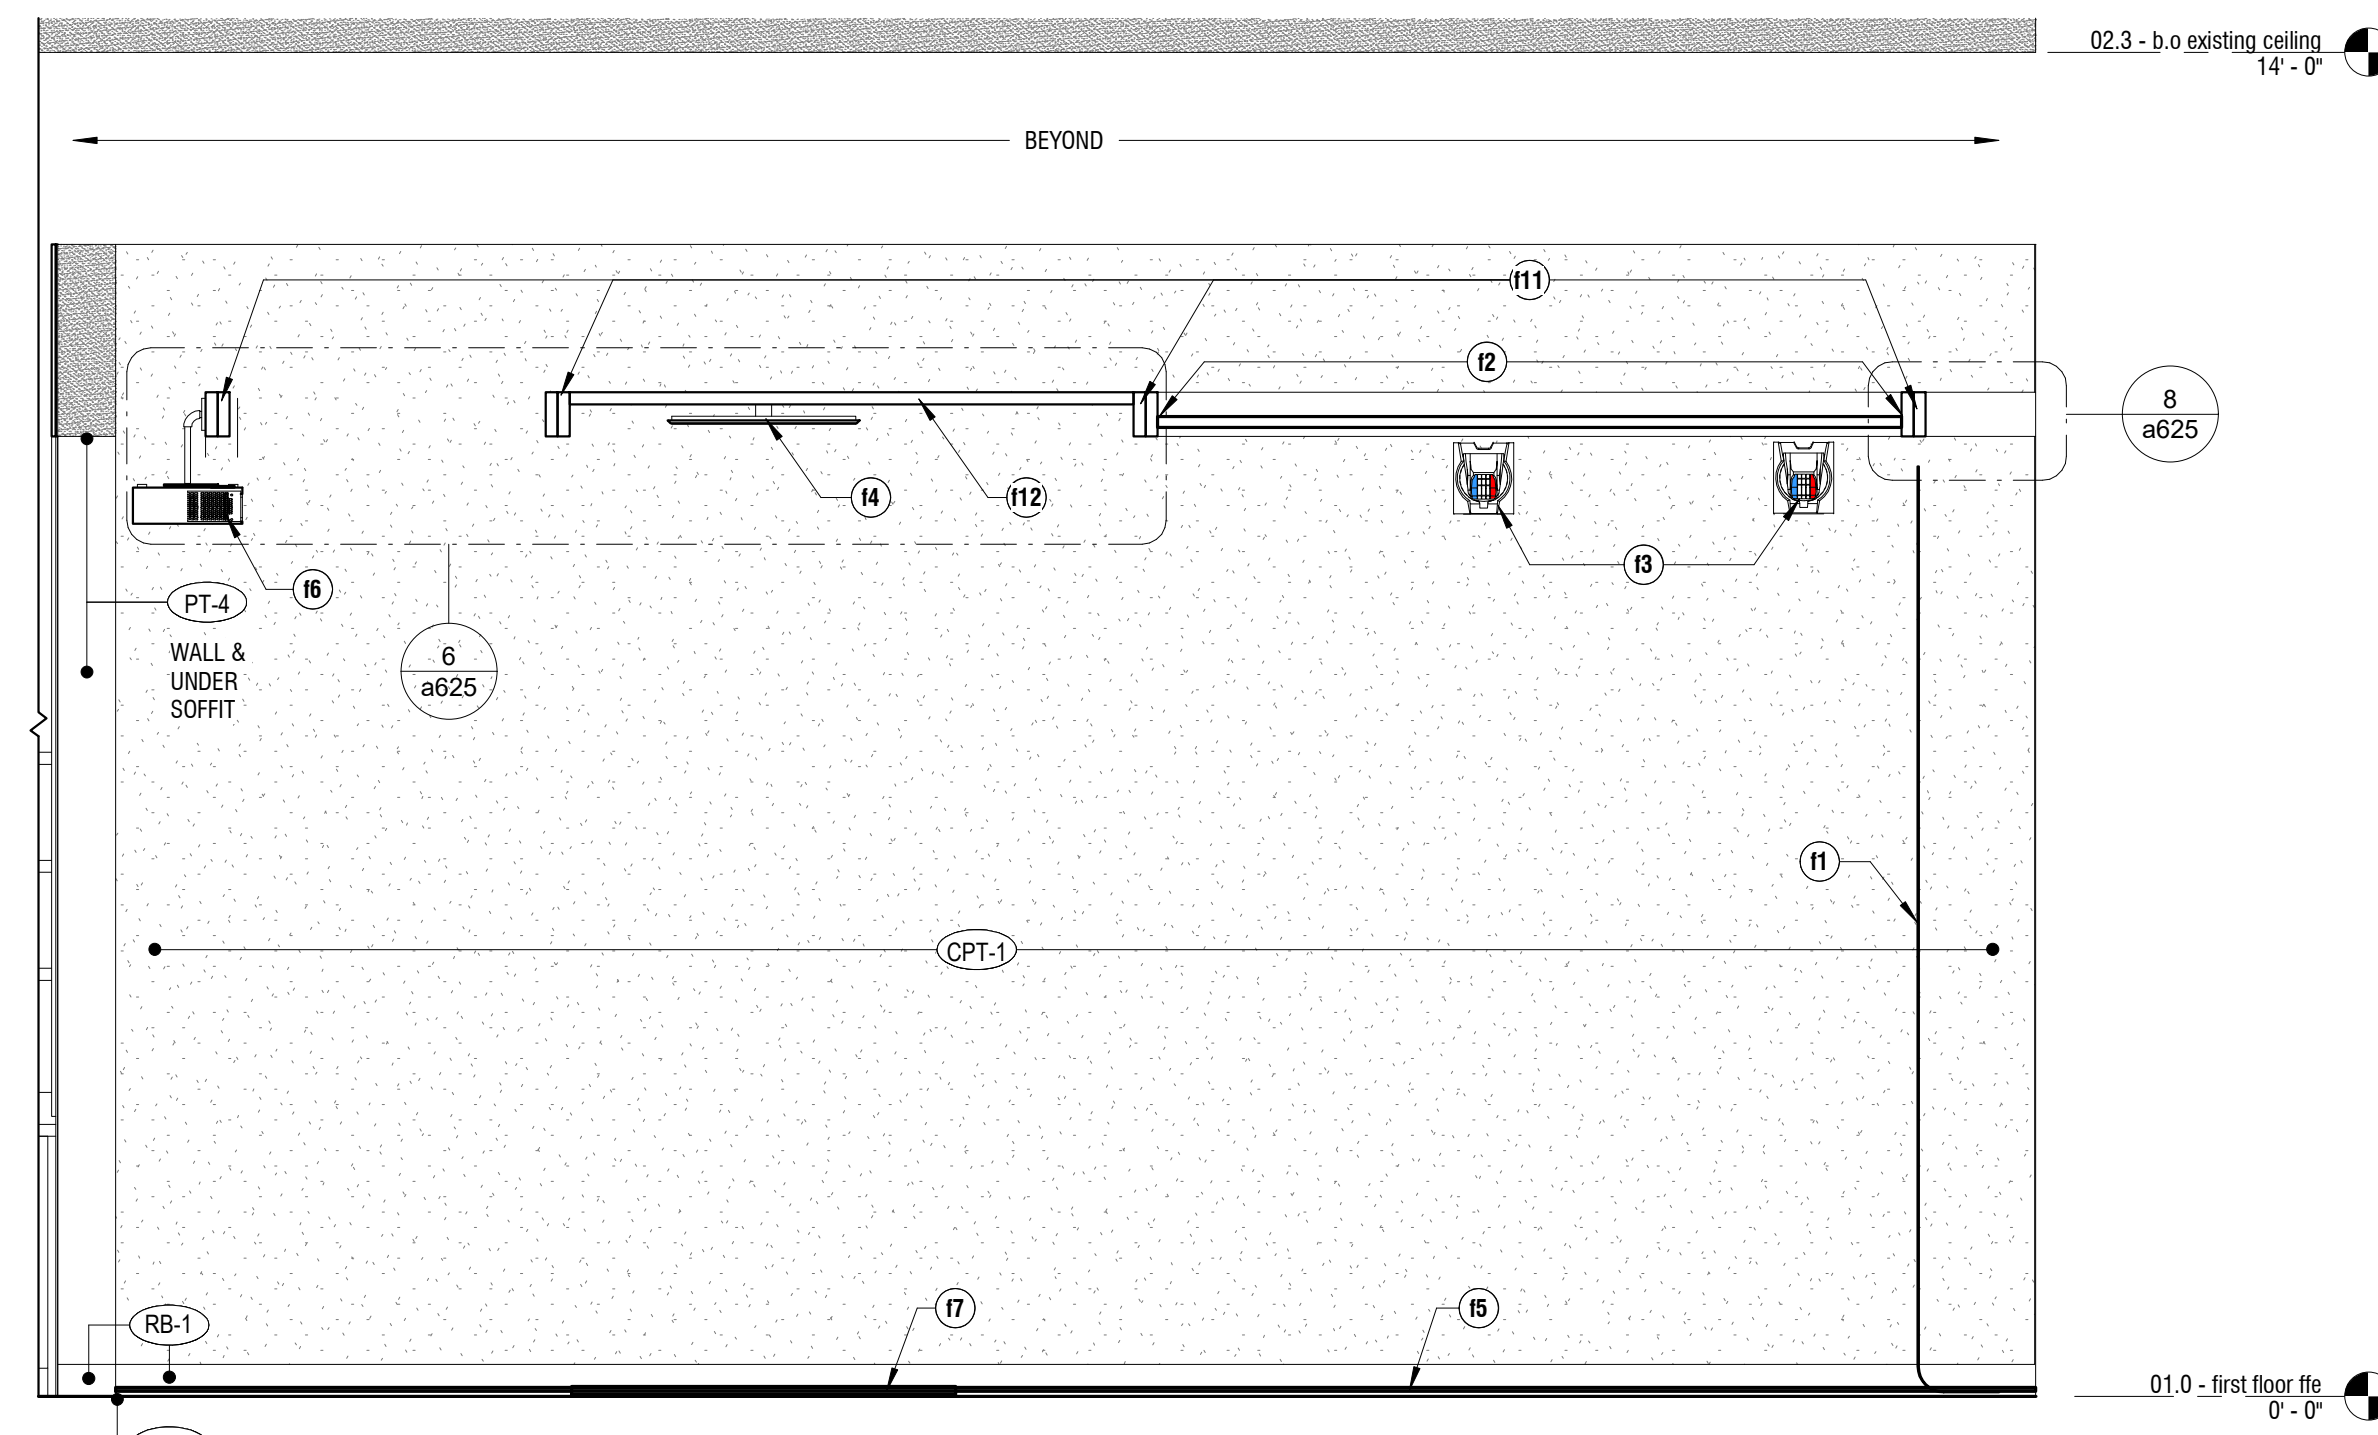 02.3 - b.o existing ceiling
14' - 0"
BEYOND
f11
f2
8
a625
f4
f12
f3
f6
PT-4
WALL &
UNDER
SOFFIT
6
a625
f1
CPT-1
f7
f5
RB-1
01.0 - first floor ffe
0' - 0"